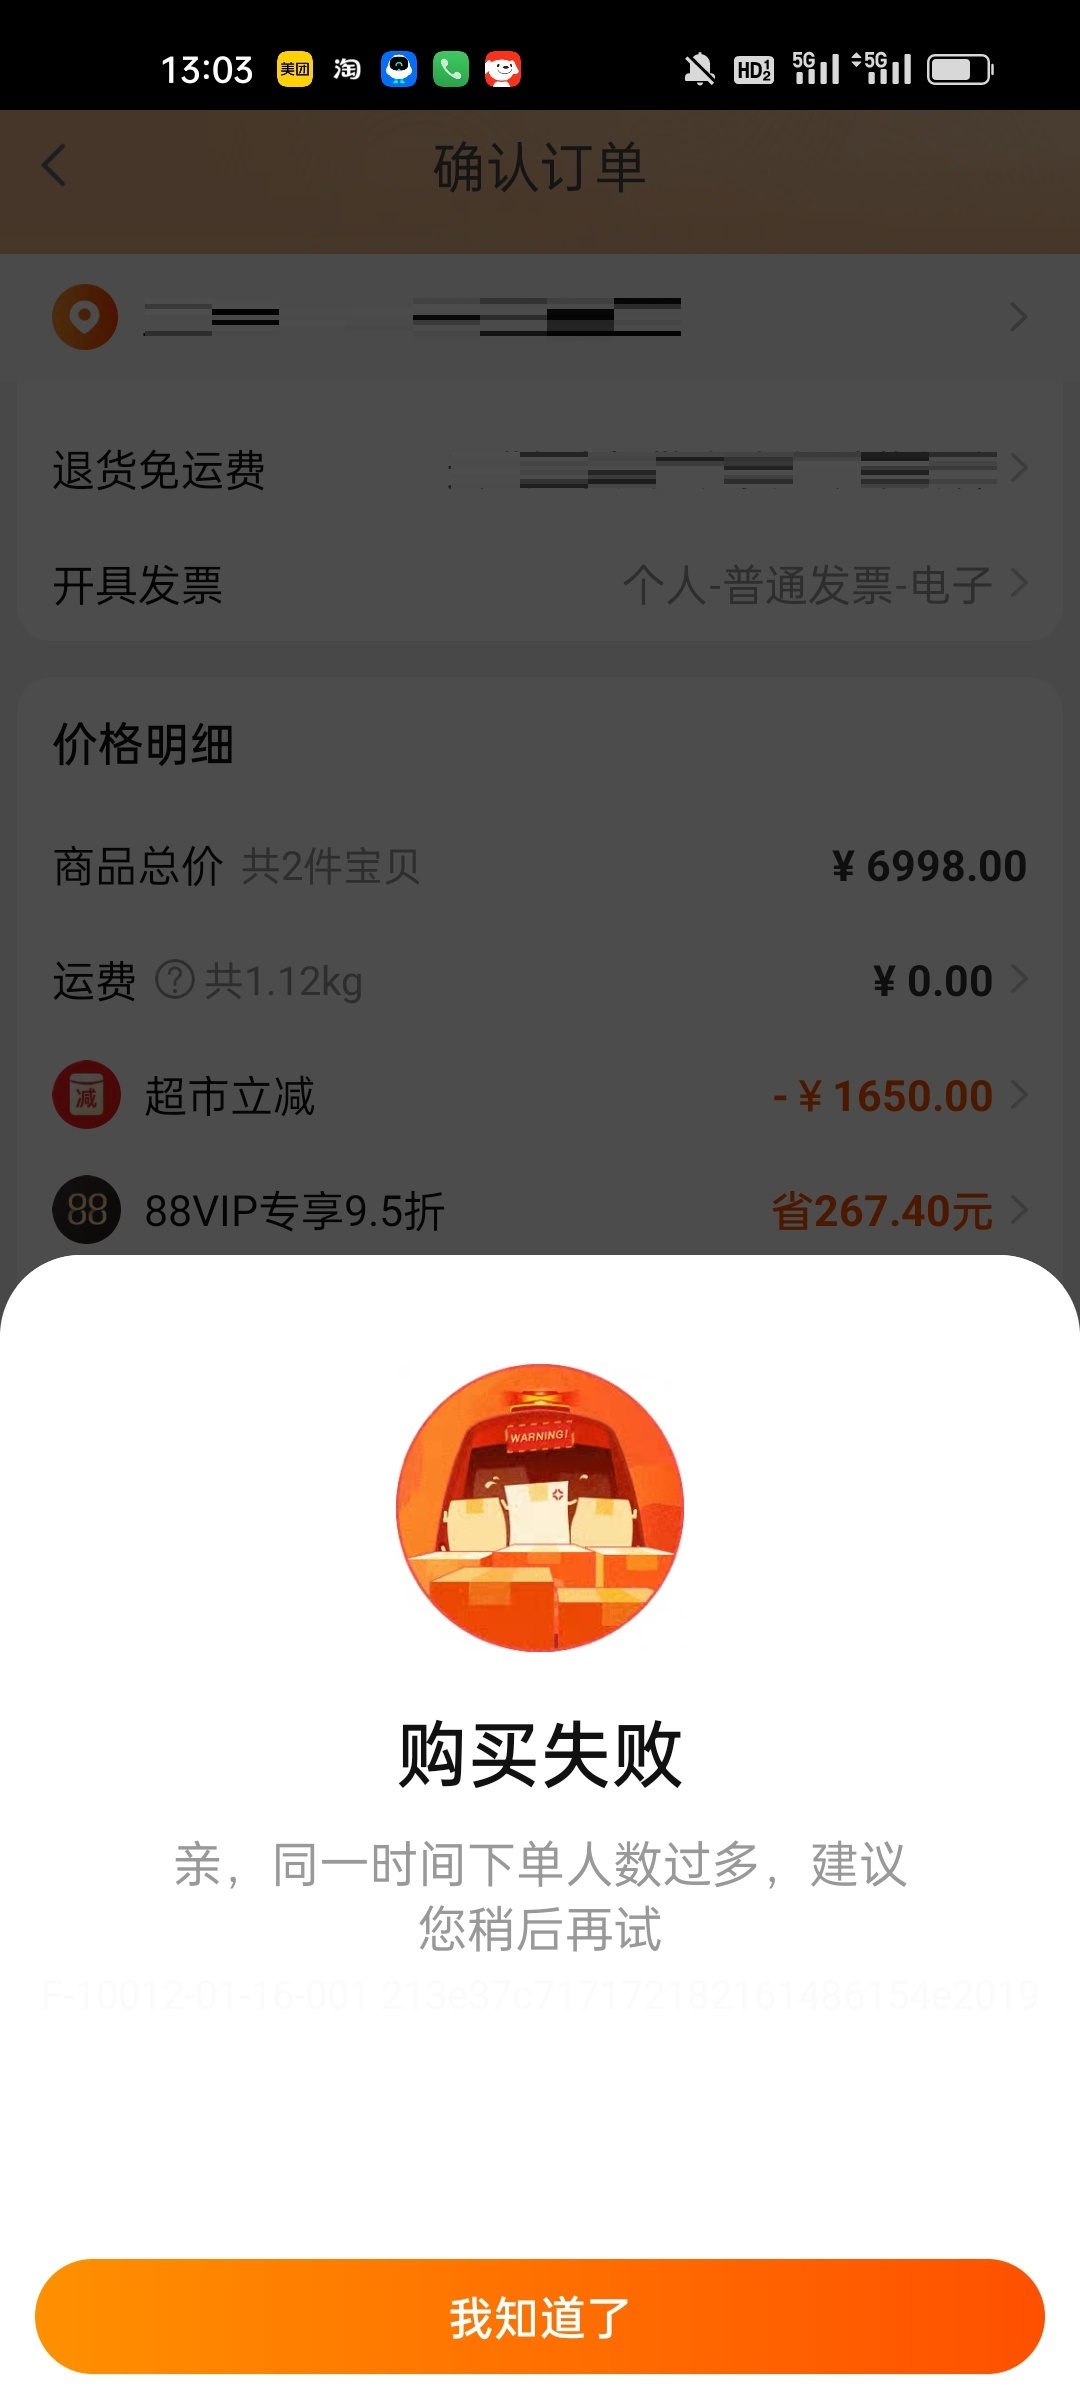 13:03 美团 淘 HD 1 2 5G 5G
确认订单
退货免运费
开具发票 个人-普通发票-电子
价格明细
商品总价 共2件宝贝 ¥ 6998.00
运费 ? 共1.12kg ¥ 0.00
减 超市立减 - ¥ 1650.00
88 88VIP专享9.5折 省267.40元
WARNING!
购买失败
亲，同一时间下单人数过多，建议
您稍后再试
F-10012-01-16-001 213e37c717172182161486154e2019
我知道了